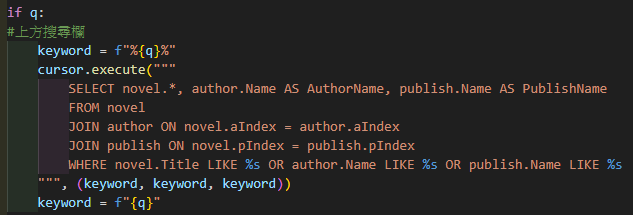 if q:
#上方搜尋欄
    keyword = f"%{q}%"
    cursor.execute("""
        SELECT novel.*, author.Name AS AuthorName, publish.Name AS PublishName
        FROM novel
        JOIN author ON novel.aIndex = author.aIndex
        JOIN publish ON novel.pIndex = publish.pIndex
        WHERE novel.Title LIKE %s OR author.Name LIKE %s OR publish.Name LIKE %s
    """, (keyword, keyword, keyword))
    keyword = f"{q}"